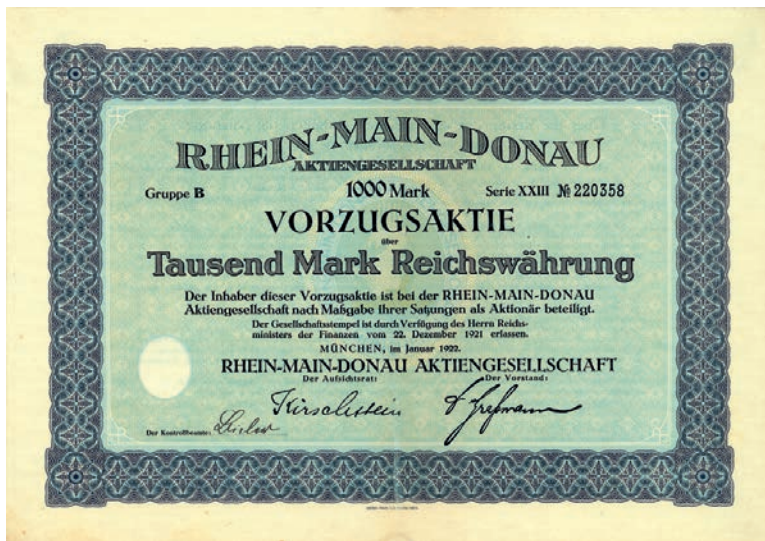 RHEIN-MAIN-DONAU
AKTIENGESELLSCHAFT
Gruppe B 1000 Mark Serie XXIII № 220358
VORZUGSAKTIE
über
Tausend Mark Reichswährung
Der Inhaber dieser Vorzugsaktie ist bei der RHEIN-MAIN-DONAU
Aktiengesellschaft nach Maßgabe ihrer Satzungen als Aktionär beteiligt.
Der Gesellschaftsstempel ist durch Verfügung des Herrn Reichs-
ministers der Finanzen vom 22. Dezember 1921 erlassen.
MÜNCHEN, im Januar 1922.
RHEIN-MAIN-DONAU AKTIENGESELLSCHAFT
Der Aufsichtsrat: Der Vorstand:
Kirschstein
Der Kontrollbeamte: